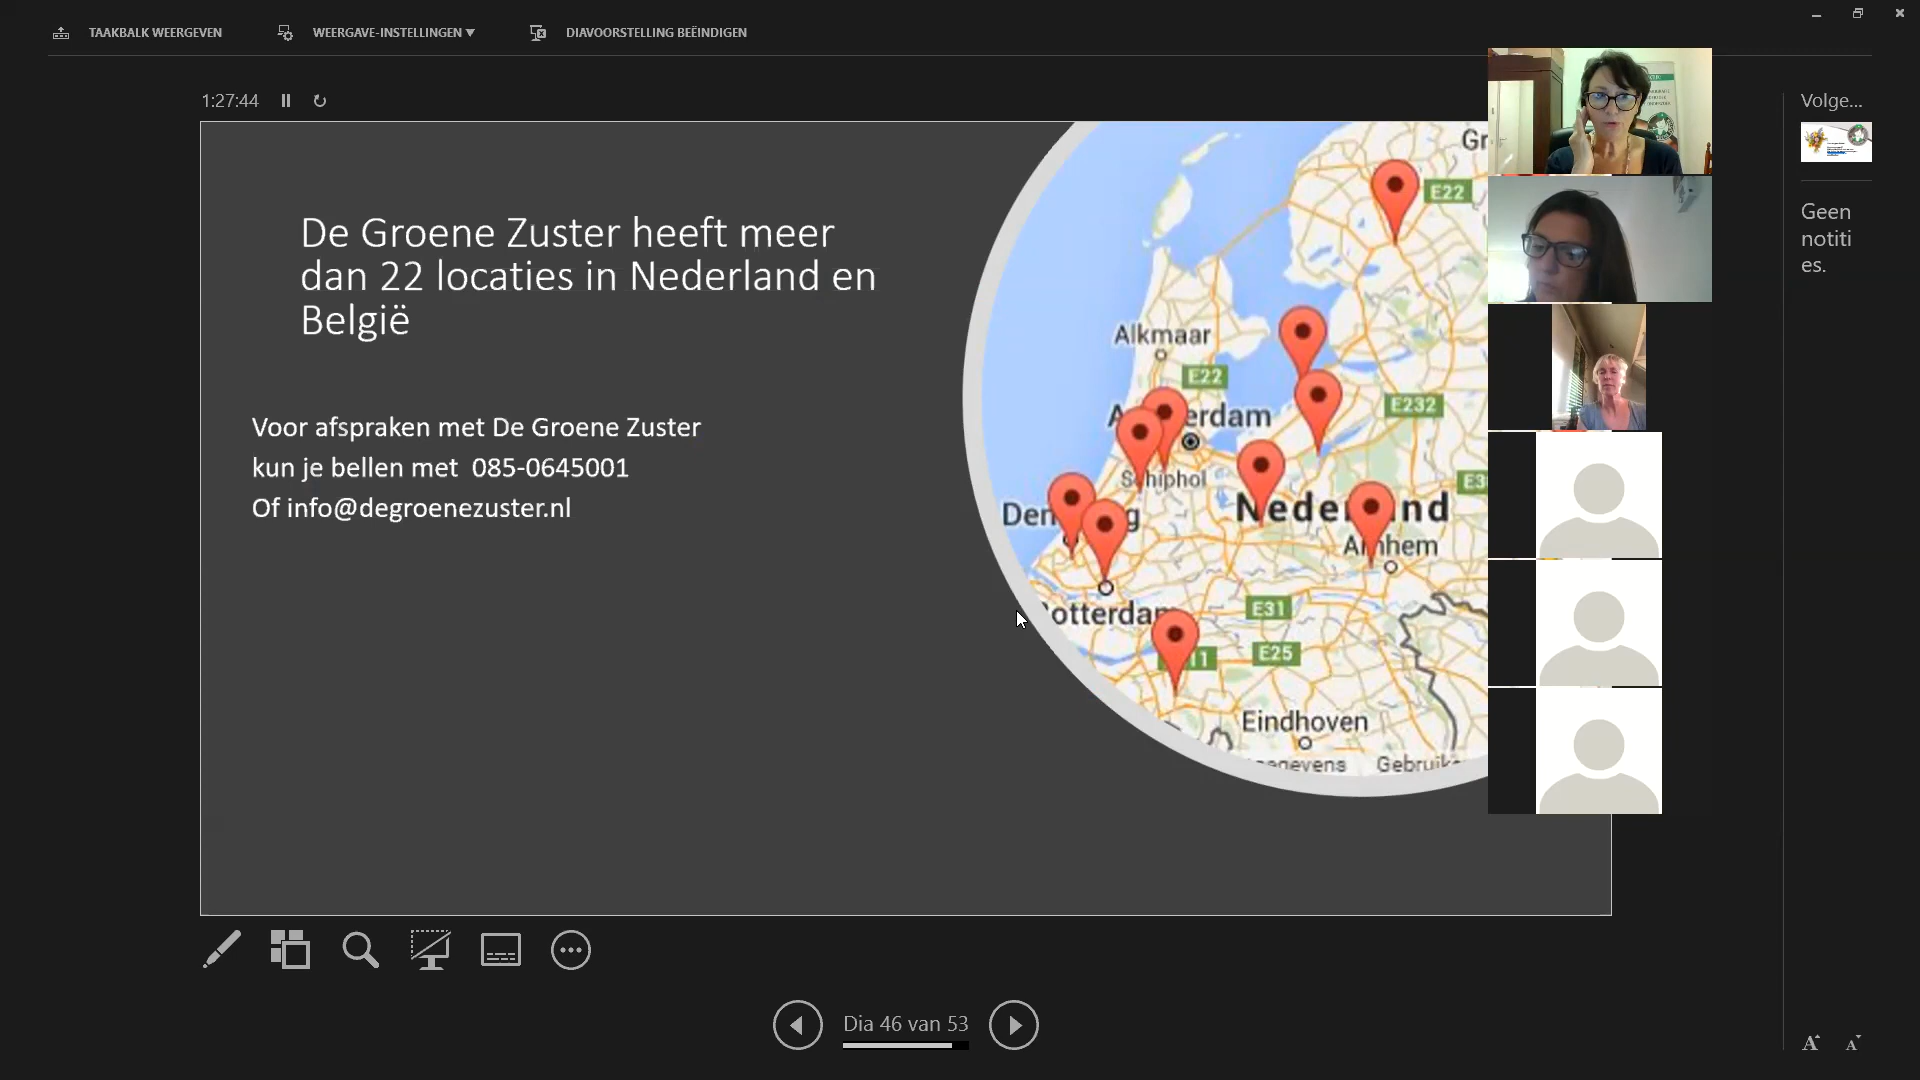 TAAKBALK WEERGEVEN
WEERGAVE-INSTELLINGEN ▼
DIAVOORSTELLING BEËINDIGEN
1:27:44
De Groene Zuster heeft meer
dan 22 locaties in Nederland en
België
Voor afspraken met De Groene Zuster
kun je bellen met 085-0645001
Of info@degroenezuster.nl
E22
Alkmaar
E22
E232
Schiphol
Arnhem
E31
E25
Eindhoven
Volge...
Geen
notiti
es.
Dia 46 van 53